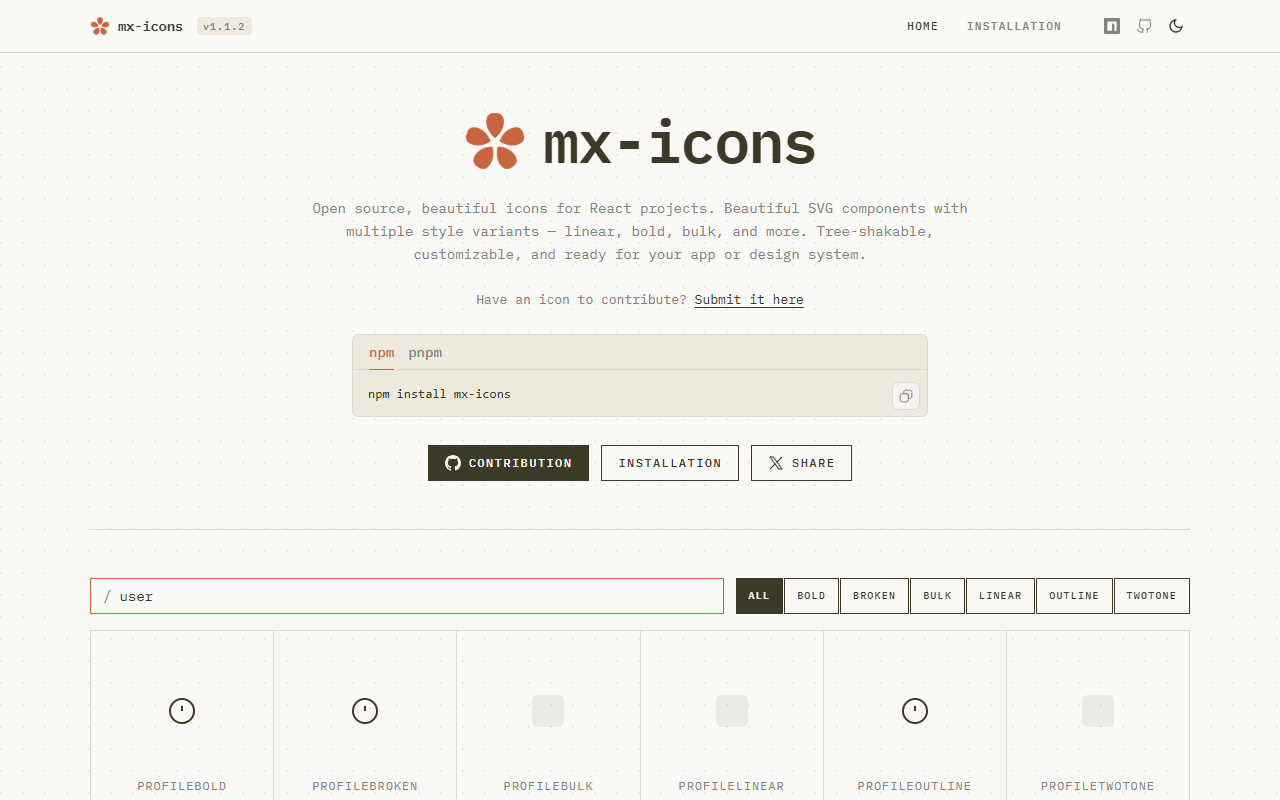 mx-icons v1.1.2 HOME INSTALLATION
mx-icons
Open source, beautiful icons for React projects. Beautiful SVG components with
multiple style variants — linear, bold, bulk, and more. Tree-shakable,
customizable, and ready for your app or design system.
Have an icon to contribute? Submit it here
npm pnpm
npm install mx-icons
CONTRIBUTION INSTALLATION SHARE
/ user ALL BOLD BROKEN BULK LINEAR OUTLINE TWOTONE
PROFILEBOLD PROFILEBROKEN PROFILEBULK PROFILELINEAR PROFILEOUTLINE PROFILETWOTONE